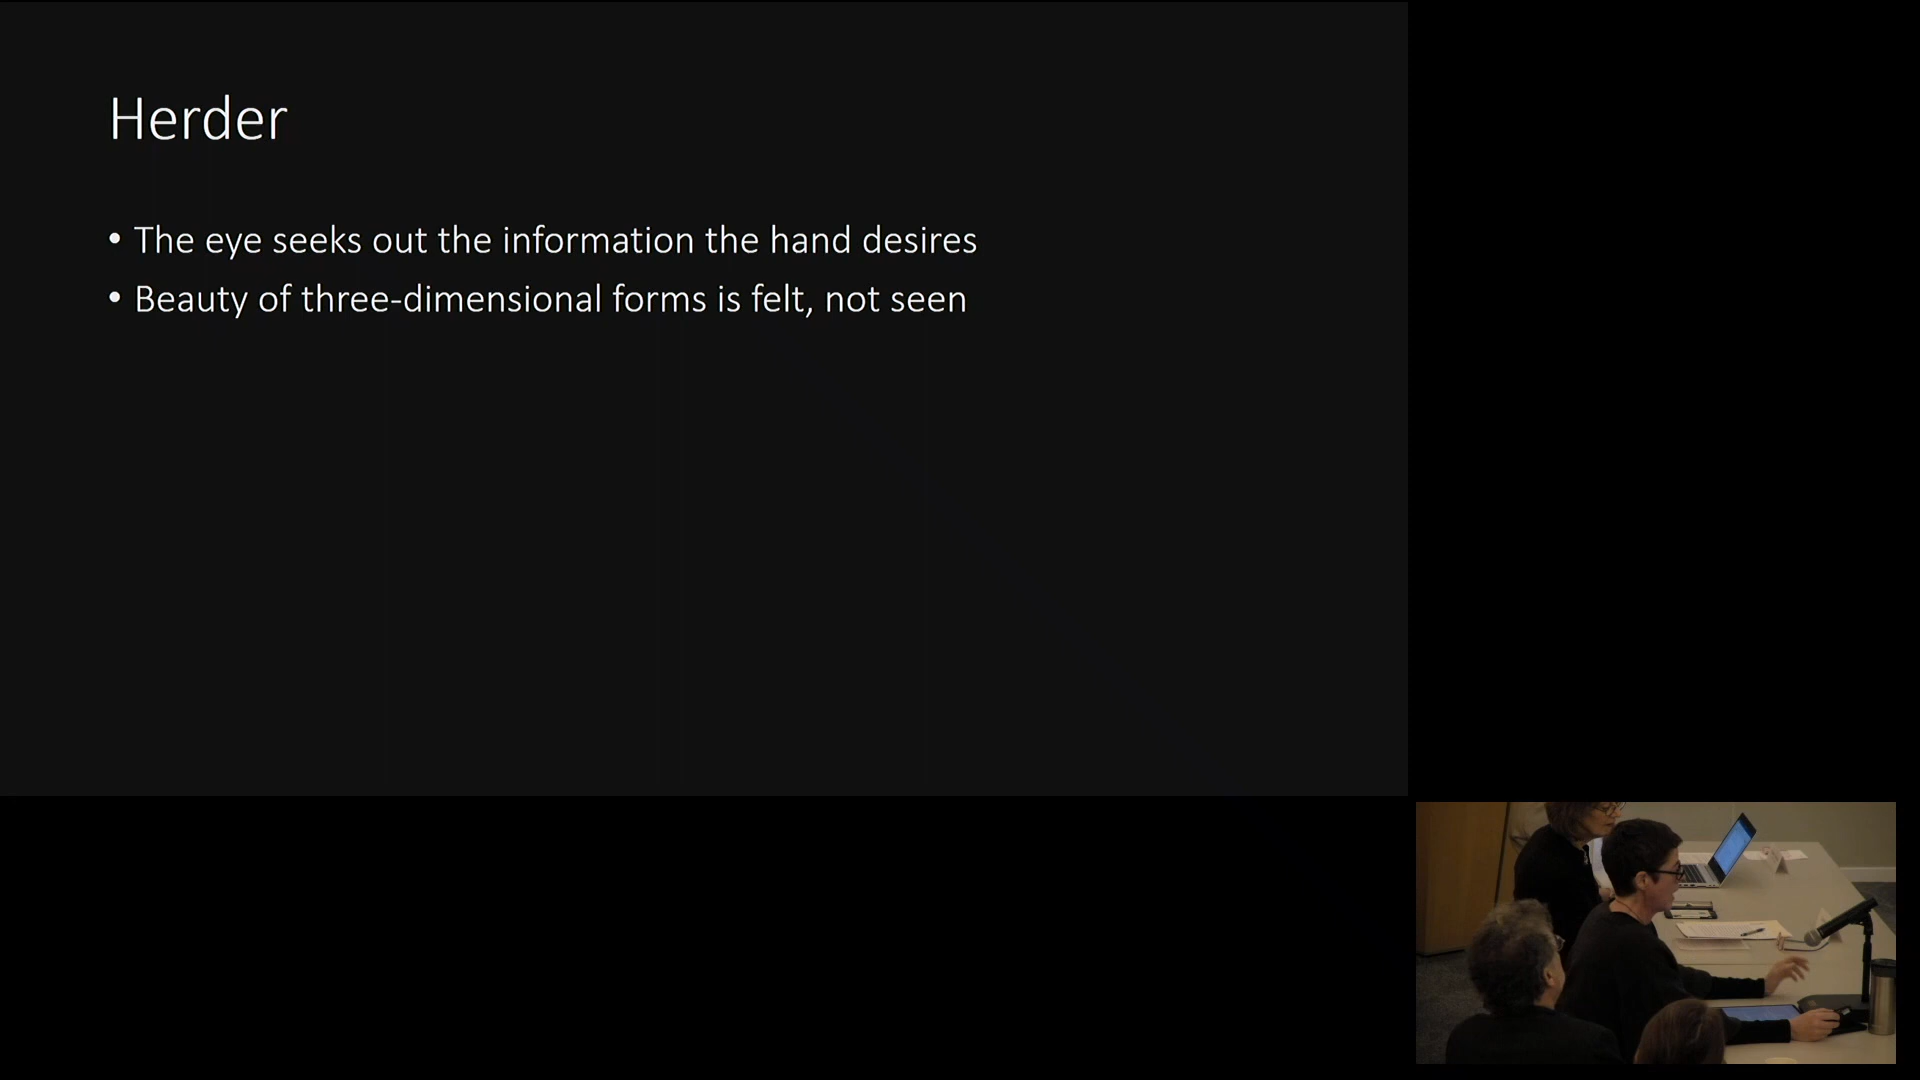 Herder
• The eye seeks out the information the hand desires
• Beauty of three-dimensional forms is felt, not seen